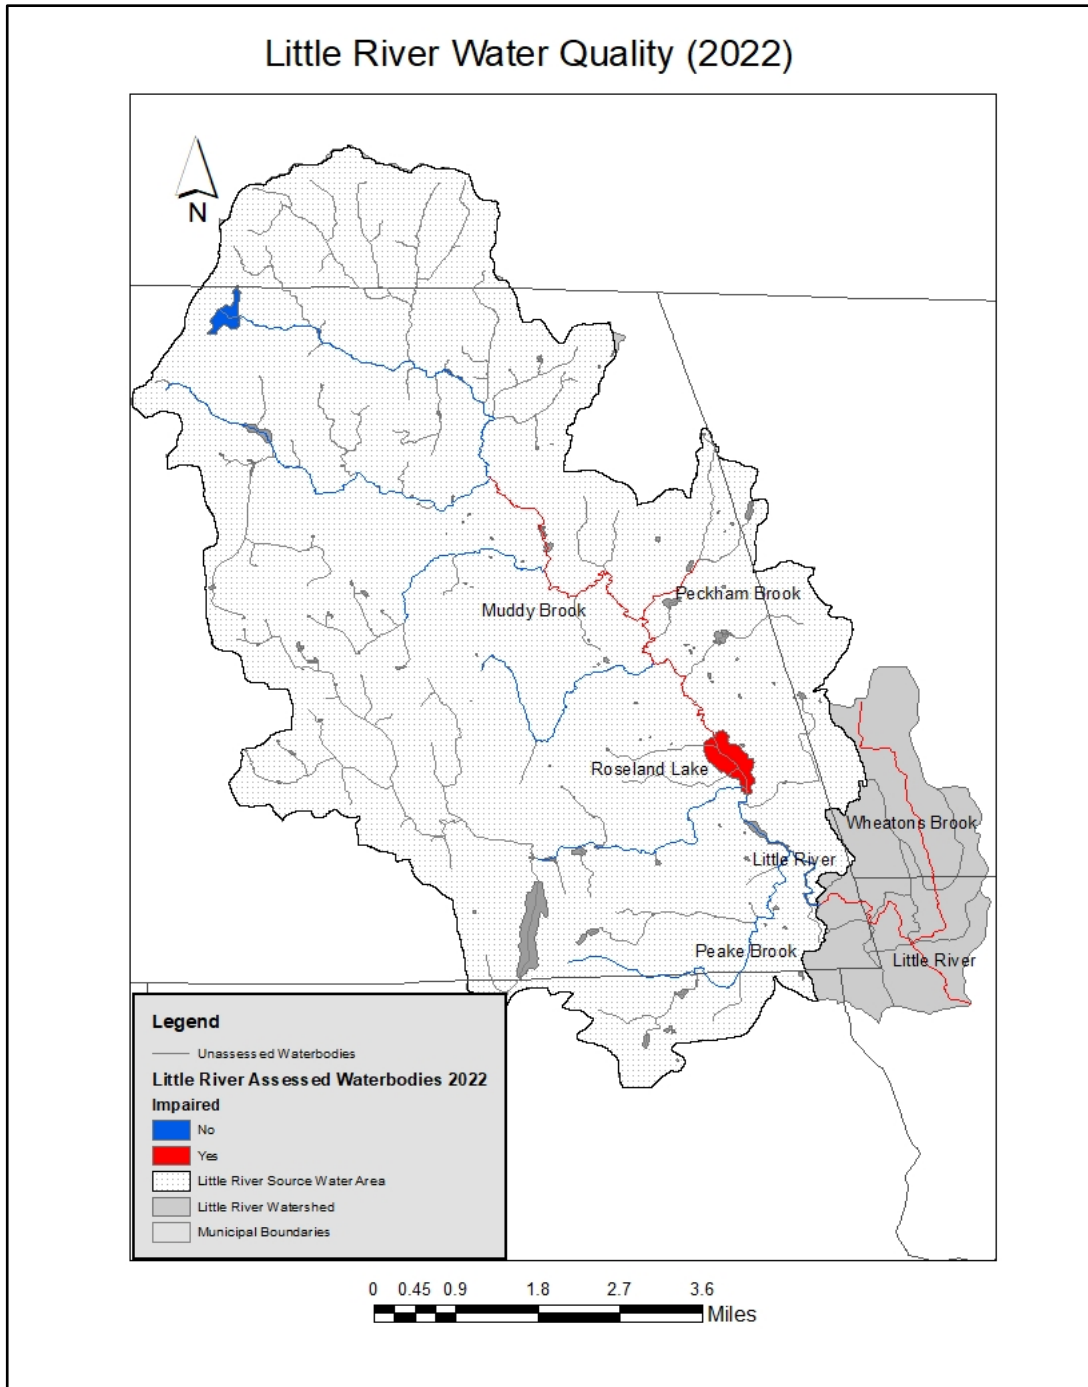 Little River Water Quality (2022)
N
Muddy Brook
Peckham Brook
Roseland Lake
Wheatons Brook
Little River
Peake Brook
Little River
Legend
Unassessed Waterbodies
Little River Assessed Waterbodies 2022
Impaired
No
Yes
Little River Source Water Area
Little River Watershed
Municipal Boundaries
0 0.45 0.9 1.8 2.7 3.6
Miles